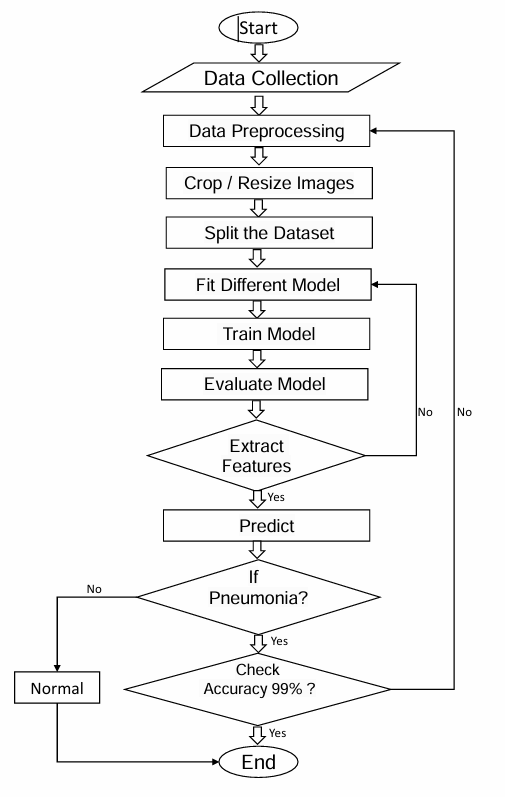 Start
Data Collection
Data Preprocessing
Crop / Resize Images
Split the Dataset
Fit Different Model
Train Model
Evaluate Model
No
No
Extract
Features
Yes
Predict
If
Pneumonia?
No
Yes
Check
Accuracy 99% ?
Normal
Yes
End